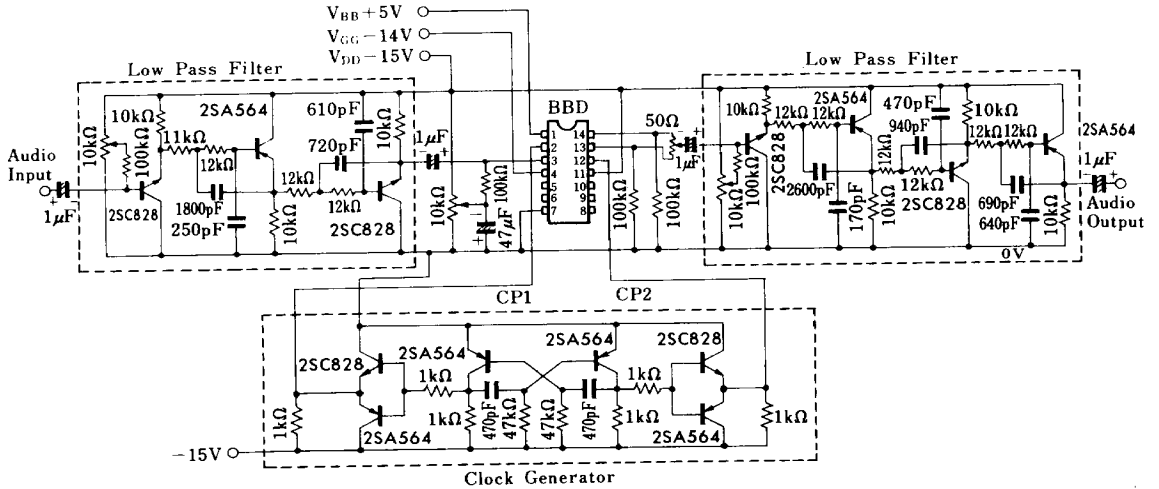 V_BB +5V
V_GG −14V
V_DD −15V
Low Pass Filter
Low Pass Filter
10kΩ
10kΩ
100kΩ
11kΩ
12kΩ
2SA564
610pF
720pF
10kΩ
12kΩ
12kΩ
1μF
BBD
50Ω
1μF
Audio
Input
1μF
2SC828
1800pF
250pF
10kΩ
2SC828
10kΩ
100kΩ
47μF
1
2
3
4
5
6
7
14
13
12
11
10
9
8
100kΩ
100kΩ
10kΩ
100kΩ
10kΩ
2SC828
12kΩ
12kΩ
2SA564
2600pF
170pF
12kΩ
10kΩ
470pF
940pF
12kΩ
2SC828
10kΩ
12kΩ
12kΩ
2SA564
690pF
640pF
10kΩ
1μF
Audio
Output
0V
CP1
CP2
2SC828
2SA564
2SA564
2SC828
1kΩ
1kΩ
1kΩ
1kΩ
470pF
47kΩ
47kΩ
470pF
1kΩ
1kΩ
2SA564
2SA564
−15V
Clock Generator